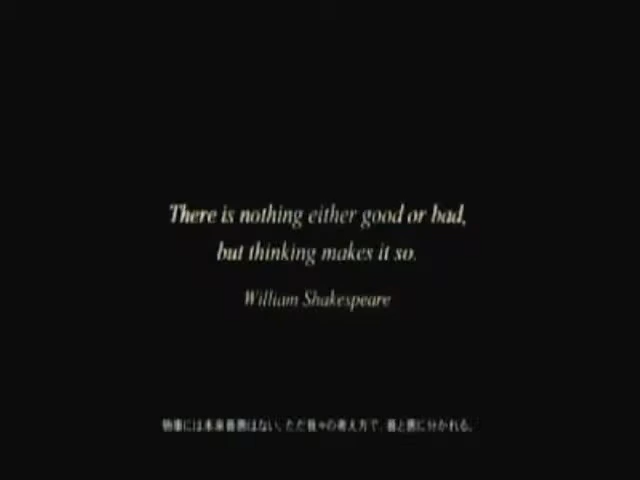 There is nothing either good or bad,
but thinking makes it so.
William Shakespeare
物事には本来善悪はない。ただ我々の考え方で、善と悪に分かれる。